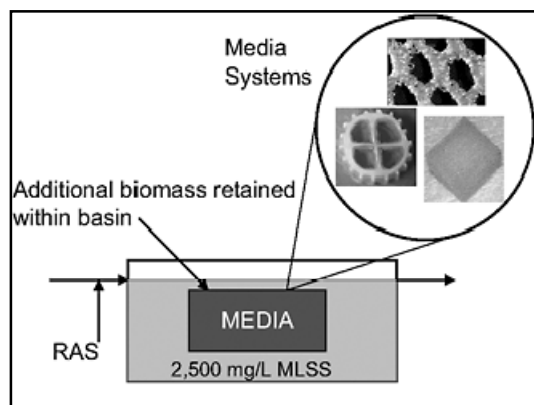 Media
Systems
Additional biomass retained
within basin
MEDIA
RAS
2,500 mg/L MLSS